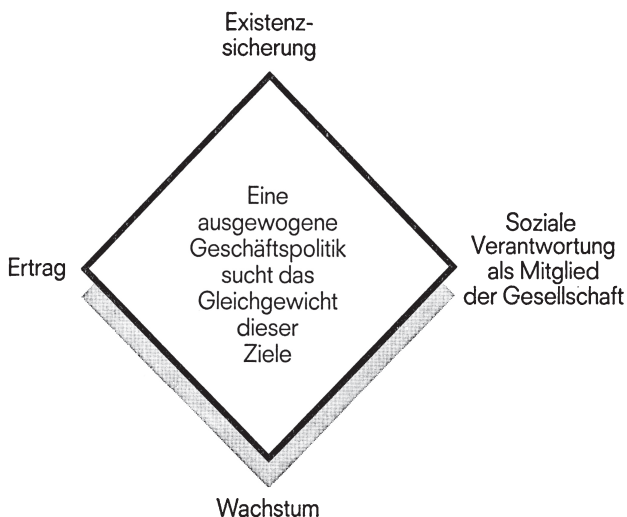 Existenz-
sicherung
Eine
ausgewogene
Geschäftspolitik
sucht das
Gleichgewicht
dieser
Ziele
Ertrag
Soziale
Verantwortung
als Mitglied
der Gesellschaft
Wachstum